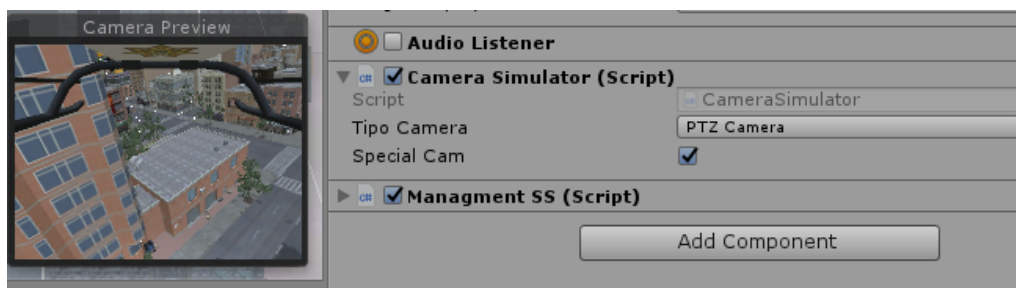 Camera Preview
Audio Listener
Camera Simulator (Script)
Script CameraSimulator
Tipo Camera PTZ Camera
Special Cam
Managment SS (Script)
Add Component